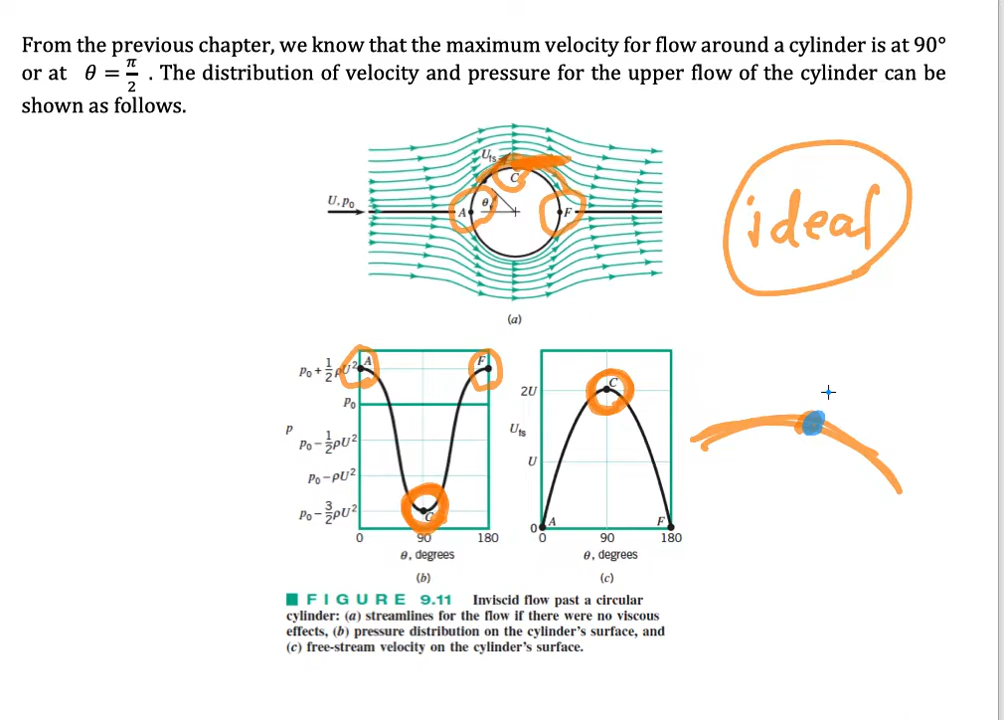 From the previous chapter, we know that the maximum velocity for flow around a cylinder is at 90°
or at θ = π/2 . The distribution of velocity and pressure for the upper flow of the cylinder can be
shown as follows.
Ufs
C
U, p₀
θ
A
F
ideal
(a)
p₀ + 1/2 ρU²
A
F
p₀
p
p₀ − 1/2 ρU²
p₀ − ρU²
p₀ − 3/2 ρU²
C
0 90 180
θ, degrees
(b)
2U
C
Ufs
U
0
A
F
0 90 180
θ, degrees
(c)
FIGURE 9.11 Inviscid flow past a circular
cylinder: (a) streamlines for the flow if there were no viscous
effects, (b) pressure distribution on the cylinder's surface, and
(c) free-stream velocity on the cylinder's surface.